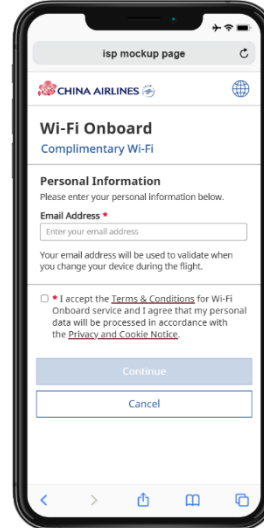 isp mockup page
CHINA AIRLINES
Wi-Fi Onboard
Complimentary Wi-Fi
Personal Information
Please enter your personal information below.
Email Address *
Enter your email address
Your email address will be used to validate when
you change your device during the flight.
* I accept the Terms & Conditions for Wi-Fi
Onboard service and I agree that my personal
data will be processed in accordance with
the Privacy and Cookie Notice.
Continue
Cancel